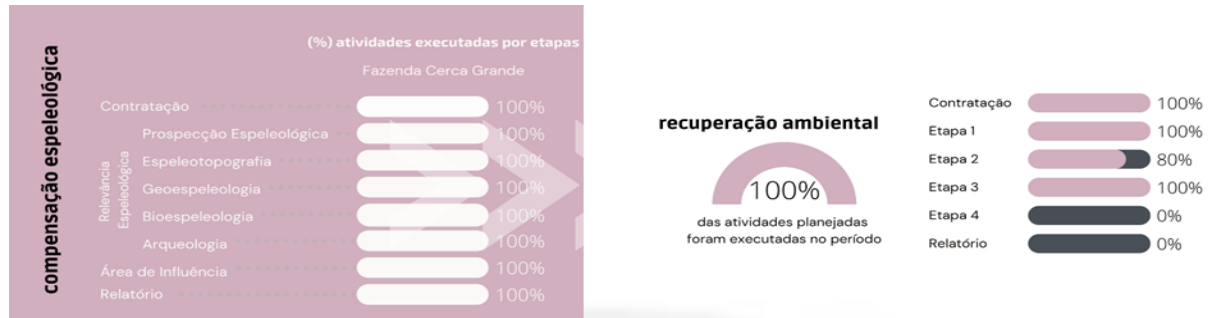 compensação espeleológica
(%) atividades executadas por etapas
Fazenda Cerca Grande
Contratação 100%
Relevância
Espeleológica
Prospecção Espeleológica 100%
Espeleotopografia 100%
Geoespeleologia 100%
Bioespeleologia 100%
Arqueologia 100%
Área de Influência 100%
Relatório 100%
recuperação ambiental
100%
das atividades planejadas
foram executadas no período
Contratação 100%
Etapa 1 100%
Etapa 2 80%
Etapa 3 100%
Etapa 4 0%
Relatório 0%